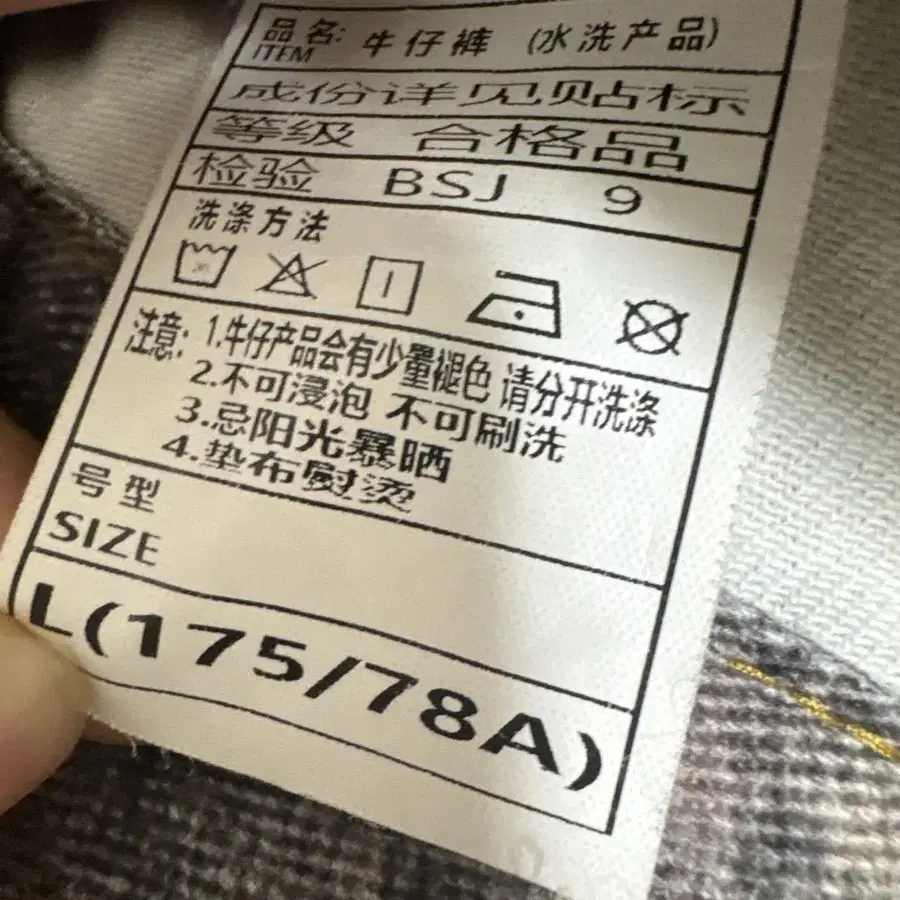 品名: 牛仔裤 (水洗产品)
ITEM
成份详见贴标
等级 合格品
检验 BSJ 9
洗涤方法
注意: 1.牛仔产品会有少量褪色 请分开洗涤
2.不可浸泡 不可刷洗
3.忌阳光暴晒
4.垫布熨烫
号型
SIZE
L(175/78A)